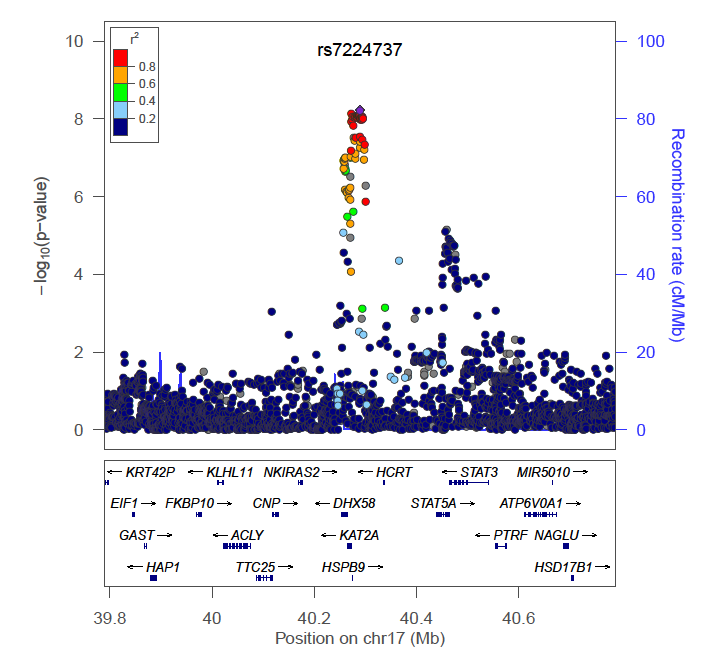 rs7224737
r2
0.8
0.6
0.4
0.2
10
8
6
4
2
0
−log10(p−value)
100
80
60
40
20
0
Recombination rate (cM/Mb)
KRT42P KLHL11 NKIRAS2 HCRT STAT3 MIR5010
EIF1 FKBP10 CNP DHX58 STAT5A ATP6V0A1
GAST ACLY KAT2A PTRF NAGLU
HAP1 TTC25 HSPB9 HSD17B1
39.8 40 40.2 40.4 40.6
Position on chr17 (Mb)